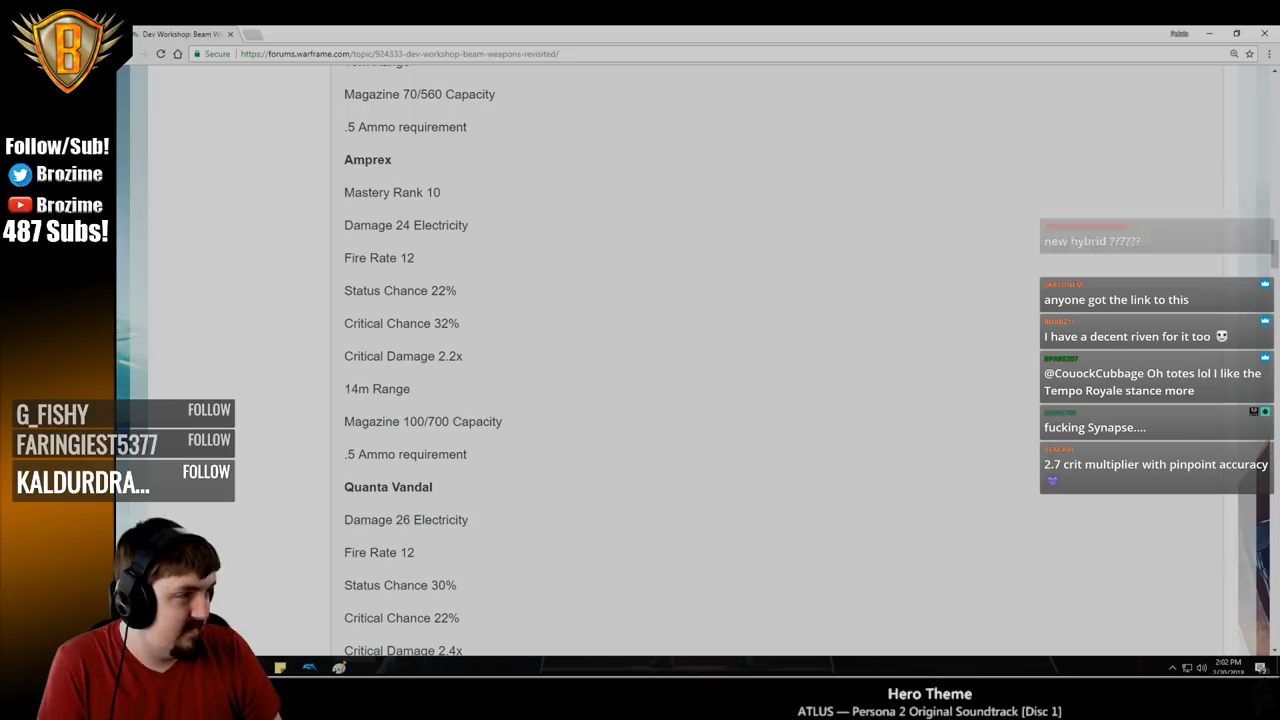 B
Follow/Sub!
Brozime
Brozime
487 Subs!
G_FISHY FOLLOW
FARINGIEST5377 FOLLOW
KALDURDRA... FOLLOW
Dev Workshop: Beam W
Secure
https://forums.warframe.com/topic/924333-dev-workshop-beam-weapons-revisited/
Magazine 70/560 Capacity
.5 Ammo requirement
Amprex
Mastery Rank 10
Damage 24 Electricity
Fire Rate 12
Status Chance 22%
Critical Chance 32%
Critical Damage 2.2x
14m Range
Magazine 100/700 Capacity
.5 Ammo requirement
Quanta Vandal
Damage 26 Electricity
Fire Rate 12
Status Chance 30%
Critical Chance 22%
Critical Damage 2.4x
new hybrid ??????
anyone got the link to this
I have a decent riven for it too
@CouockCubbage Oh totes lol I like the
Tempo Royale stance more
fucking Synapse....
2.7 crit multiplier with pinpoint accuracy
2:02 PM
2/20/2018
Hero Theme
ATLUS — Persona 2 Original Soundtrack [Disc 1]